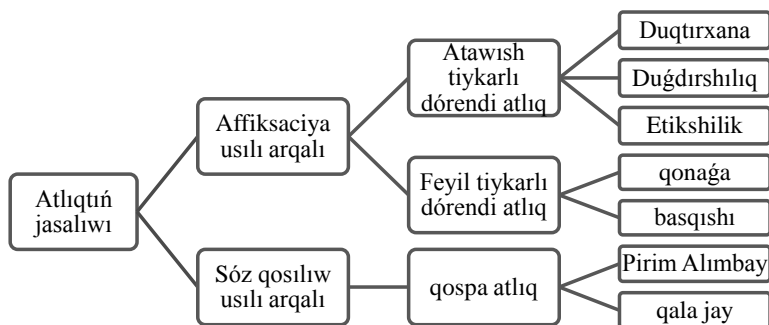 Atlıqtıń
jasalıwı
Affiksaciya
usılı arqalı
Atawısh
tiykarlı
dórendi atlıq
Duqtırxana
Duǵdırshılıq
Etikshilik
Feyil tiykarlı
dórendi atlıq
qonaǵa
basqıshı
Sóz qosılıw
usılı arqalı
qospa atlıq
Pirim Alımbay
qala jay